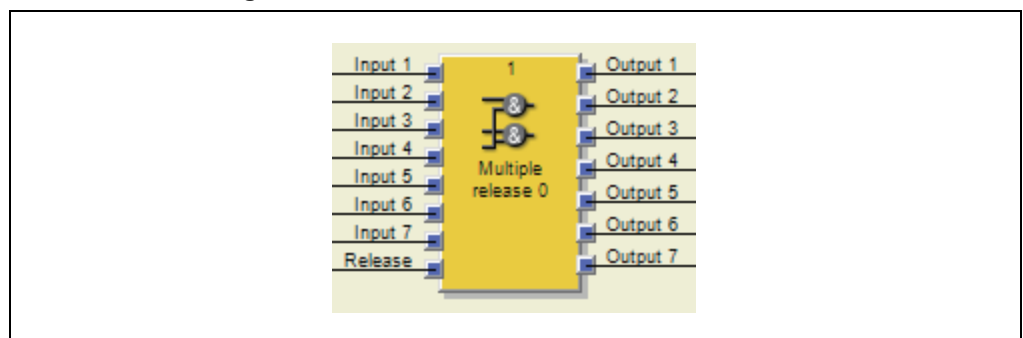 Input 1
Input 2
Input 3
Input 4
Input 5
Input 6
Input 7
Release
1
&
&
Multiple
release 0
Output 1
Output 2
Output 3
Output 4
Output 5
Output 6
Output 7